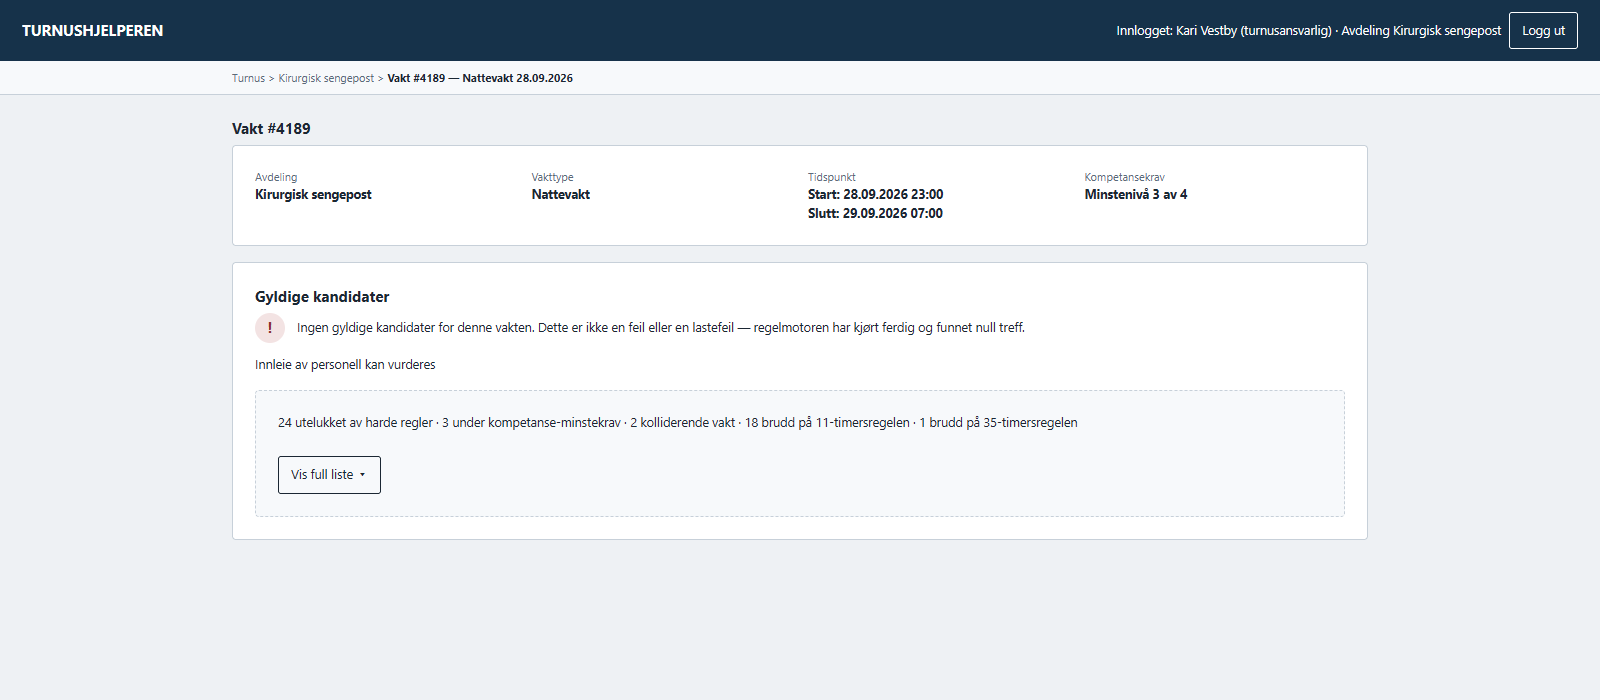 TURNUSHJELPEREN
Innlogget: Kari Vestby (turnusansvarlig) · Avdeling Kirurgisk sengepost
Logg ut
Turnus > Kirurgisk sengepost > Vakt #4189 — Nattevakt 28.09.2026
Vakt #4189
Avdeling
Kirurgisk sengepost
Vakttype
Nattevakt
Tidspunkt
Start: 28.09.2026 23:00
Slutt: 29.09.2026 07:00
Kompetansekrav
Minstenivå 3 av 4
Gyldige kandidater
! Ingen gyldige kandidater for denne vakten. Dette er ikke en feil eller en lastefeil — regelmotoren har kjørt ferdig og funnet null treff.
Innleie av personell kan vurderes
24 utelukket av harde regler · 3 under kompetanse-minstekrav · 2 kolliderende vakt · 18 brudd på 11-timersregelen · 1 brudd på 35-timersregelen
Vis full liste ▾